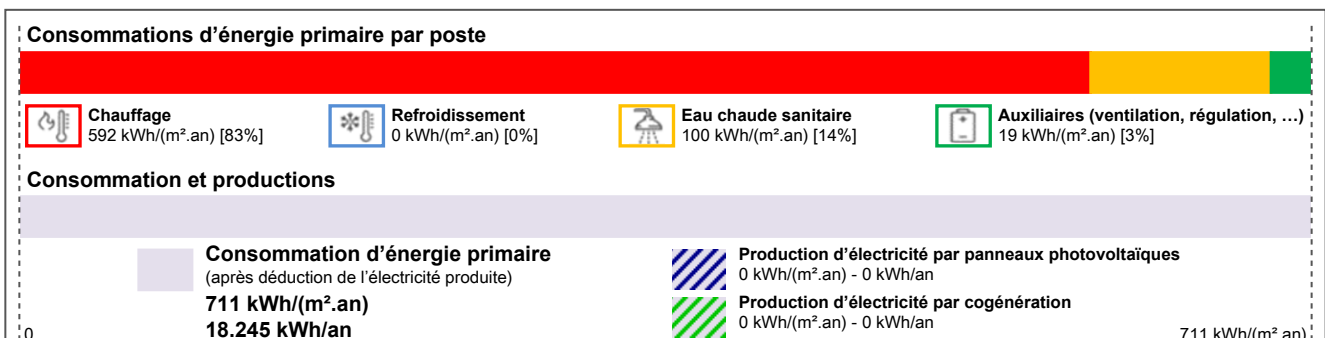 Consommations d’énergie primaire par poste
Chauffage
592 kWh/(m².an) [83%]
Refroidissement
0 kWh/(m².an) [0%]
Eau chaude sanitaire
100 kWh/(m².an) [14%]
Auxiliaires (ventilation, régulation, …)
19 kWh/(m².an) [3%]
Consommation et productions
Consommation d’énergie primaire
(après déduction de l’électricité produite)
711 kWh/(m².an)
18.245 kWh/an
Production d’électricité par panneaux photovoltaïques
0 kWh/(m².an) - 0 kWh/an
Production d’électricité par cogénération
0 kWh/(m².an) - 0 kWh/an
0
711 kWh/(m².an)